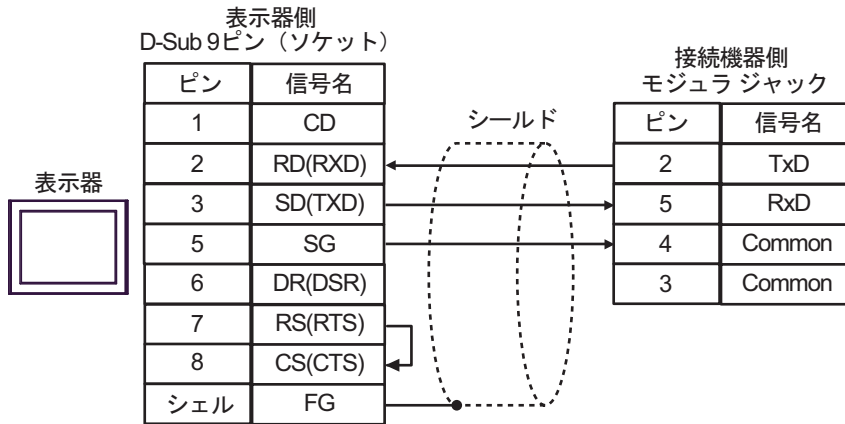 表示器側
D-Sub 9ピン（ソケット）
接続機器側
モジュラ ジャック
ピン 信号名
シールド
ピン 信号名
1 CD
2 RD(RXD)
2 TxD
表示器
3 SD(TXD)
5 RxD
5 SG
4 Common
6 DR(DSR)
3 Common
7 RS(RTS)
8 CS(CTS)
シェル FG